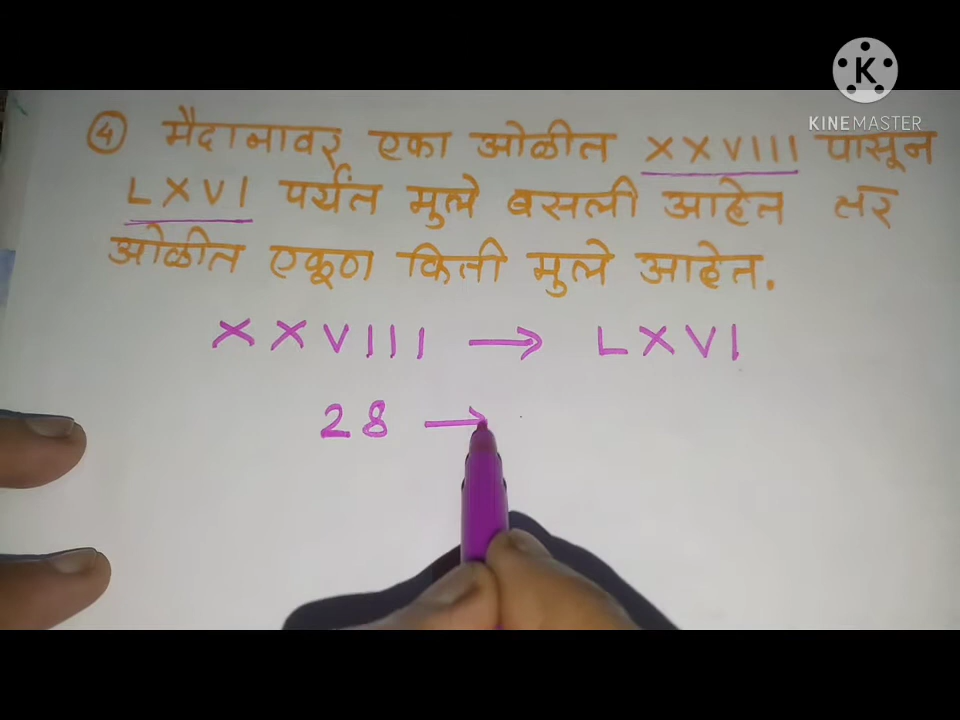 K
KINEMASTER
④ मैदानावर एका ओळीत XXVIII पासून
LXVI पर्यंत मुले बसली आहेत तर
ओळीत एकूण किती मुले आहेत.
XXVIII → LXVI
28 →